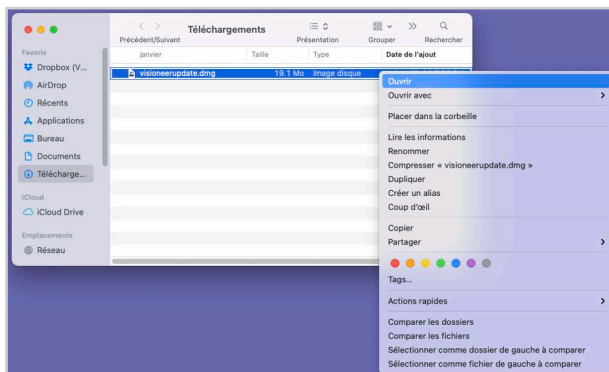 Téléchargements
Précédent/Suivant
Présentation
Grouper
Rechercher
Favoris
Dropbox (V...
AirDrop
Récents
Applications
Bureau
Documents
Télécharge...
iCloud
iCloud Drive
Emplacements
Réseau
janvier Taille Type Date de l'ajout
visioneerupdate.dmg 19.1 Mo Image disque
Ouvrir
Ouvrir avec
Placer dans la corbeille
Lire les informations
Renommer
Compresser « visioneerupdate.dmg »
Dupliquer
Créer un alias
Coup d'œil
Copier
Partager
Tags...
Actions rapides
Comparer les dossiers
Comparer les fichiers
Sélectionner comme dossier de gauche à comparer
Sélectionner comme fichier de gauche à comparer